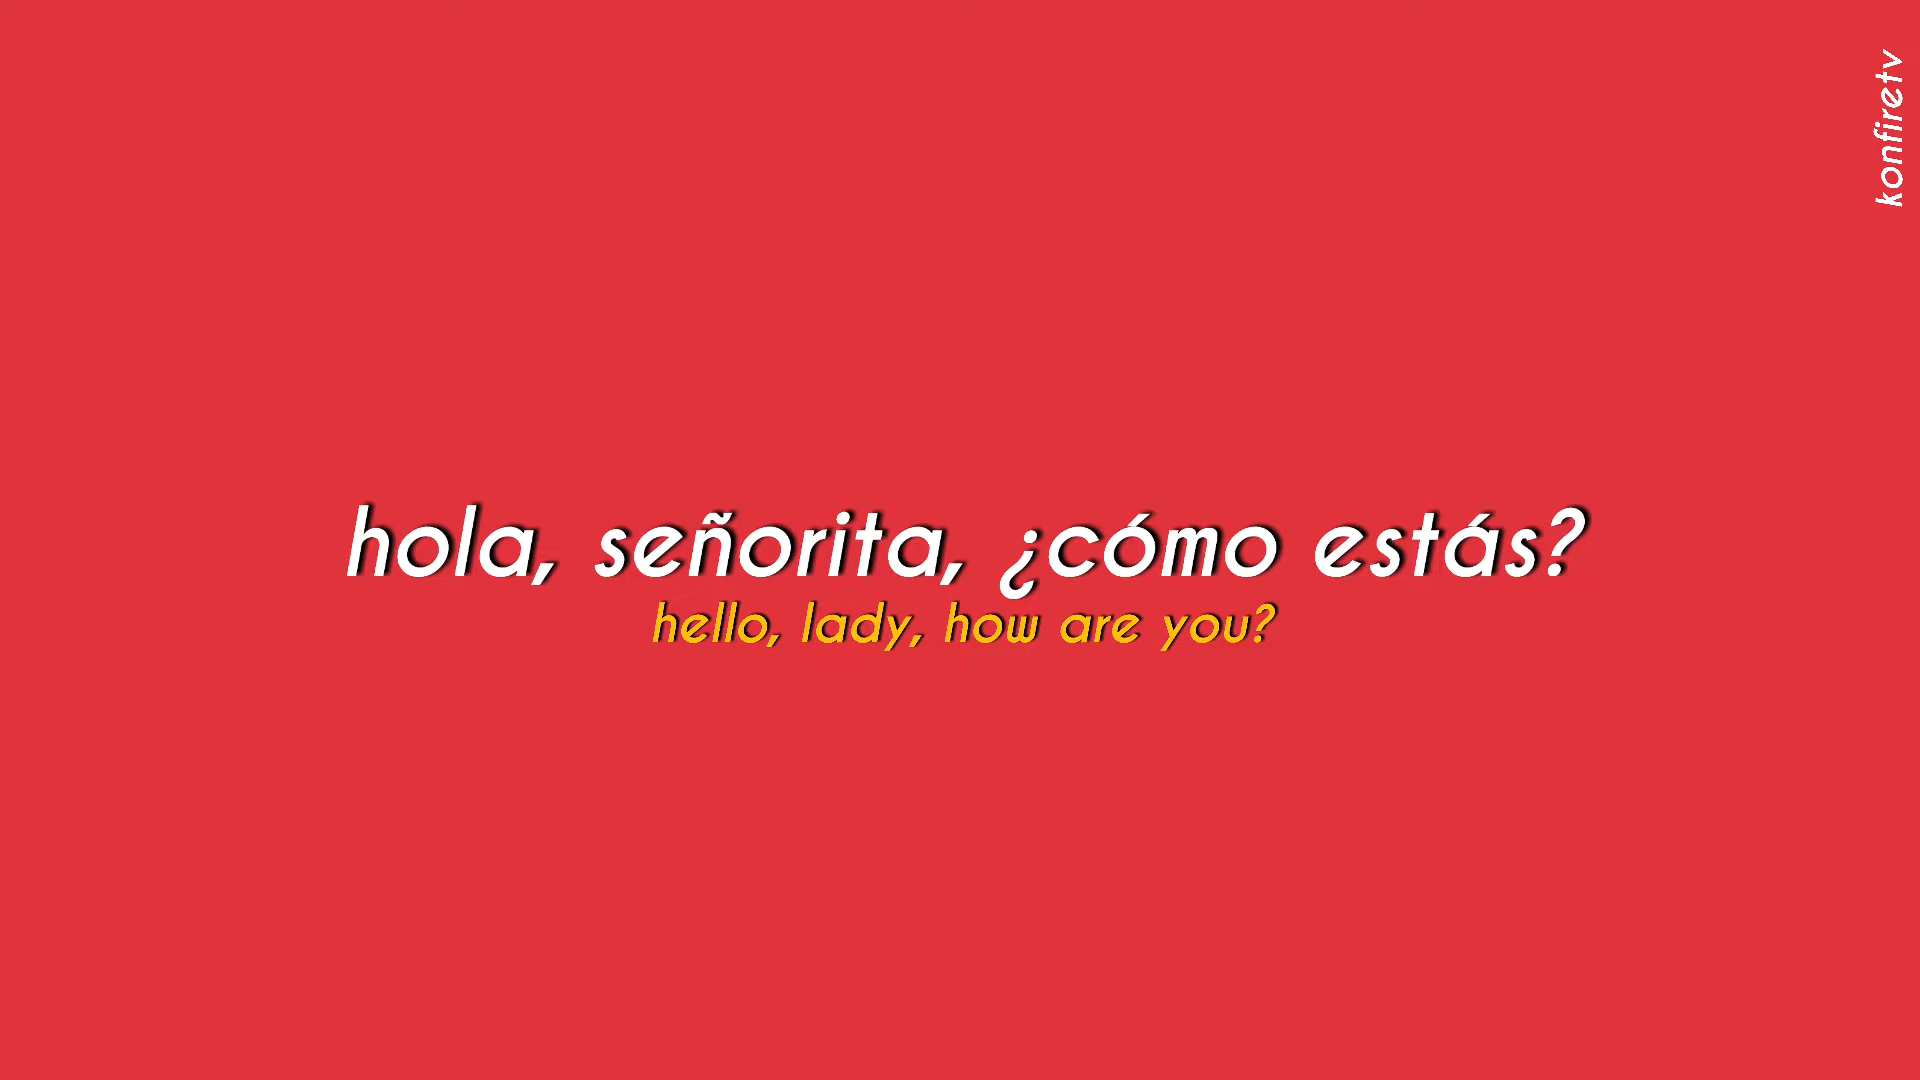 konfiretv
hola, señorita, ¿cómo estás?
hello, lady, how are you?